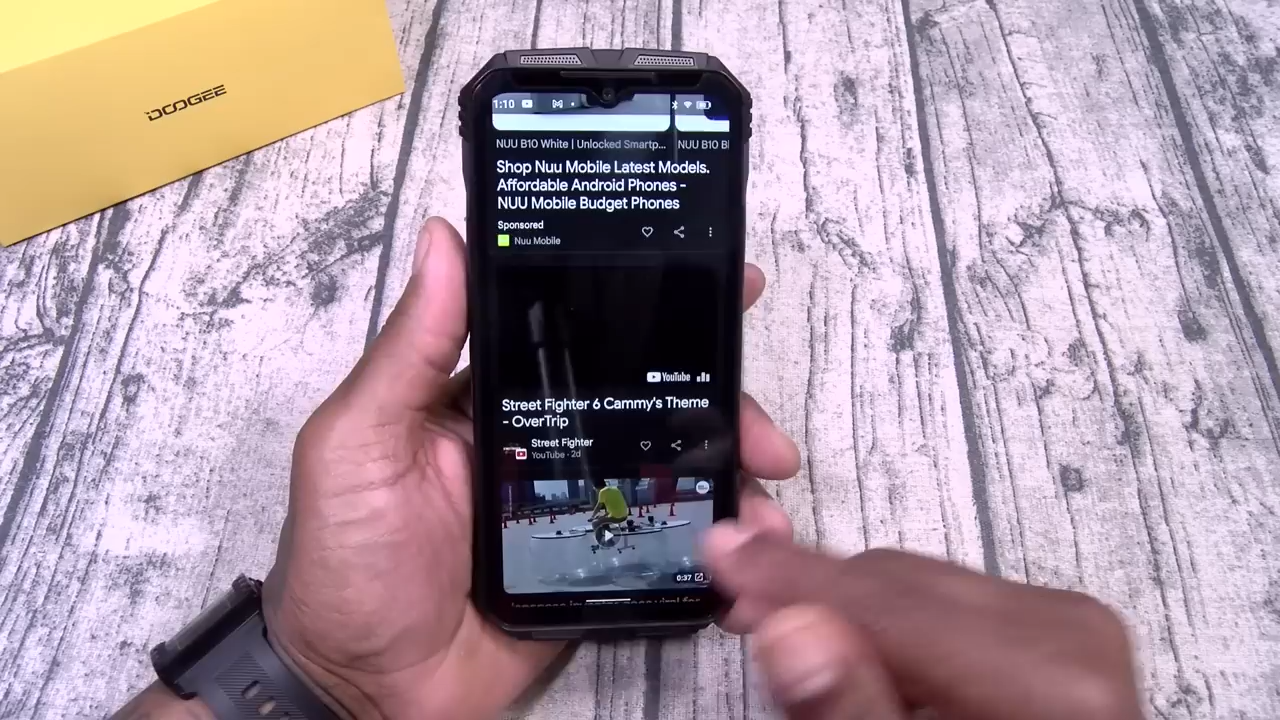 DOOGEE
1:10
NUU B10 White | Unlocked Smartp...
NUU B10 Bl
Shop Nuu Mobile Latest Models.
Affordable Android Phones -
NUU Mobile Budget Phones
Sponsored
Nuu Mobile
YouTube
Street Fighter 6 Cammy's Theme
- OverTrip
Street Fighter
YouTube · 2d
0:37